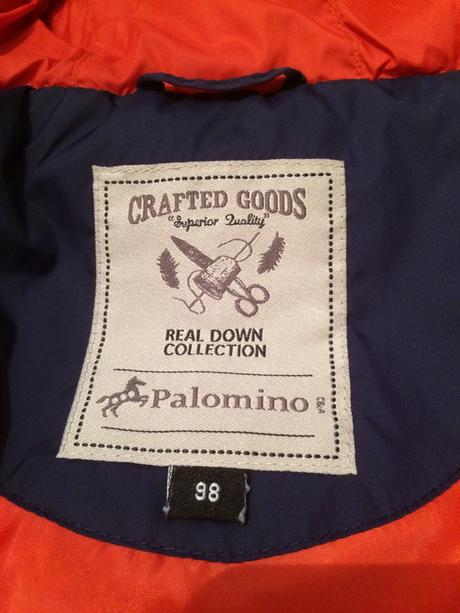 CRAFTED GOODS
"Superior Quality"
REAL DOWN
COLLECTION
Palomino
C&A
98